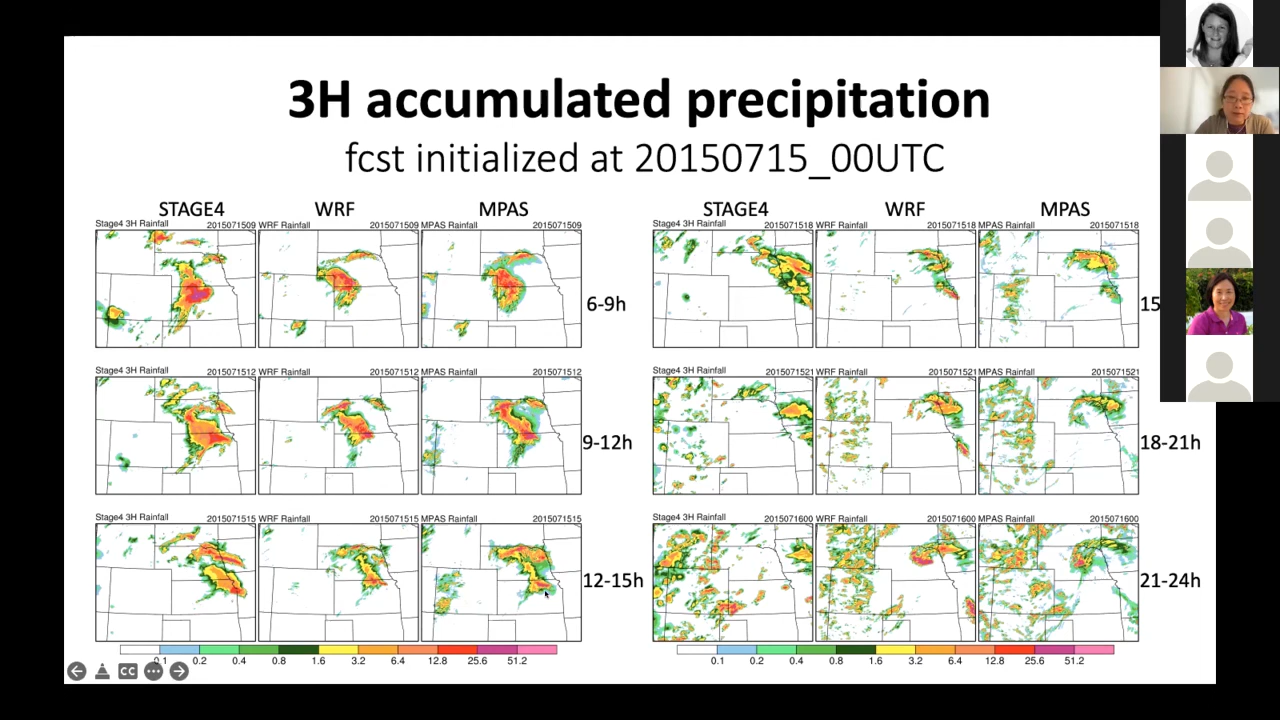 3H accumulated precipitation
fcst initialized at 20150715_00UTC
STAGE4 WRF MPAS STAGE4 WRF MPAS
Stage4 3H Rainfall 2015071509 WRF Rainfall 2015071509 MPAS Rainfall 2015071509 Stage4 3H Rainfall 2015071518 WRF Rainfall 2015071518 MPAS Rainfall 2015071518
6-9h 15
Stage4 3H Rainfall 2015071512 WRF Rainfall 2015071512 MPAS Rainfall 2015071512 Stage4 3H Rainfall 2015071521 WRF Rainfall 2015071521 MPAS Rainfall 2015071521
9-12h 18-21h
Stage4 3H Rainfall 2015071515 WRF Rainfall 2015071515 MPAS Rainfall 2015071515 Stage4 3H Rainfall 2015071600 WRF Rainfall 2015071600 MPAS Rainfall 2015071600
12-15h 21-24h
0.1 0.2 0.4 0.8 1.6 3.2 6.4 12.8 25.6 51.2 0.1 0.2 0.4 0.8 1.6 3.2 6.4 12.8 25.6 51.2
CC